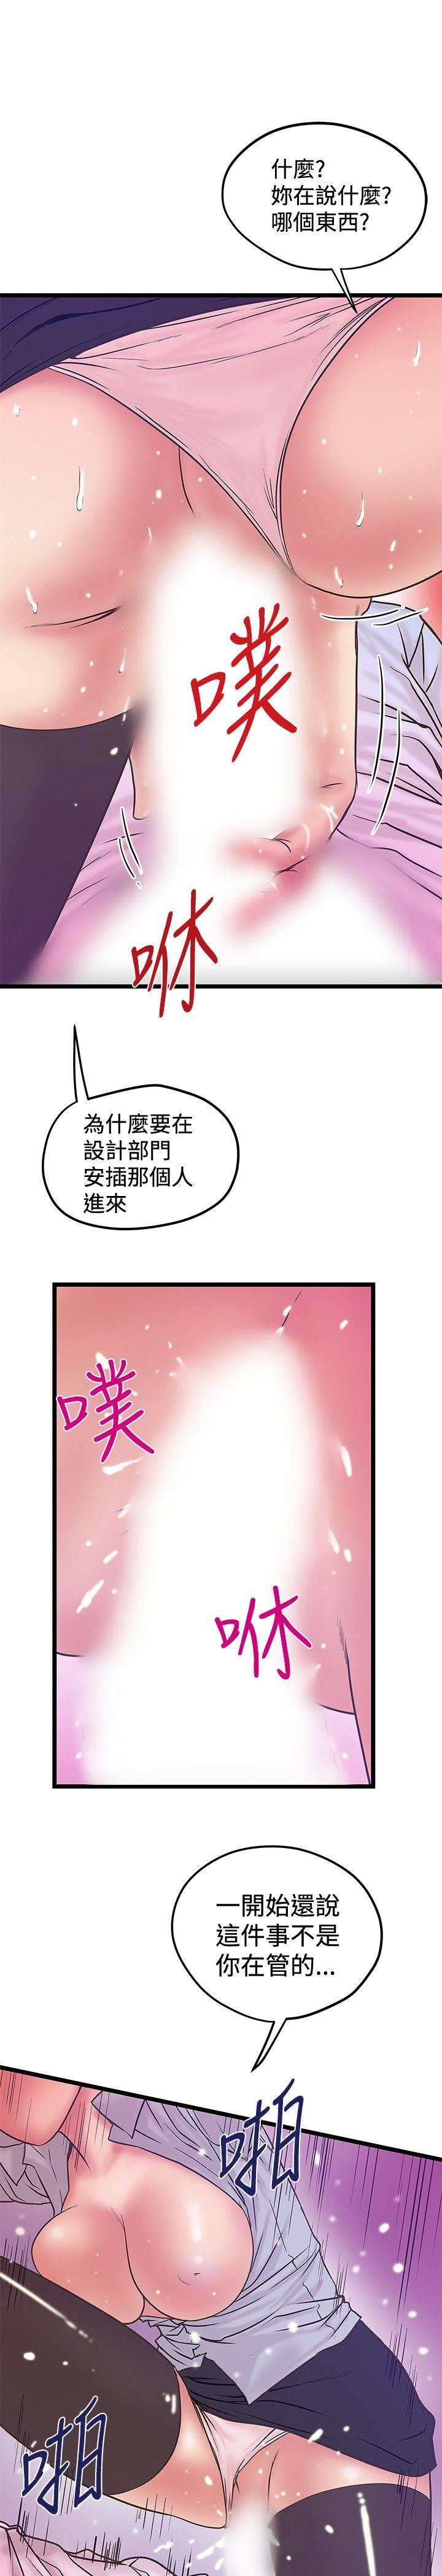 什麼?
妳在說什麼?
哪個東西?
噗
咻
為什麼要在
設計部門
安插那個人
進來
噗
咻
一開始還說
這件事不是
你在管的...
啪
啪